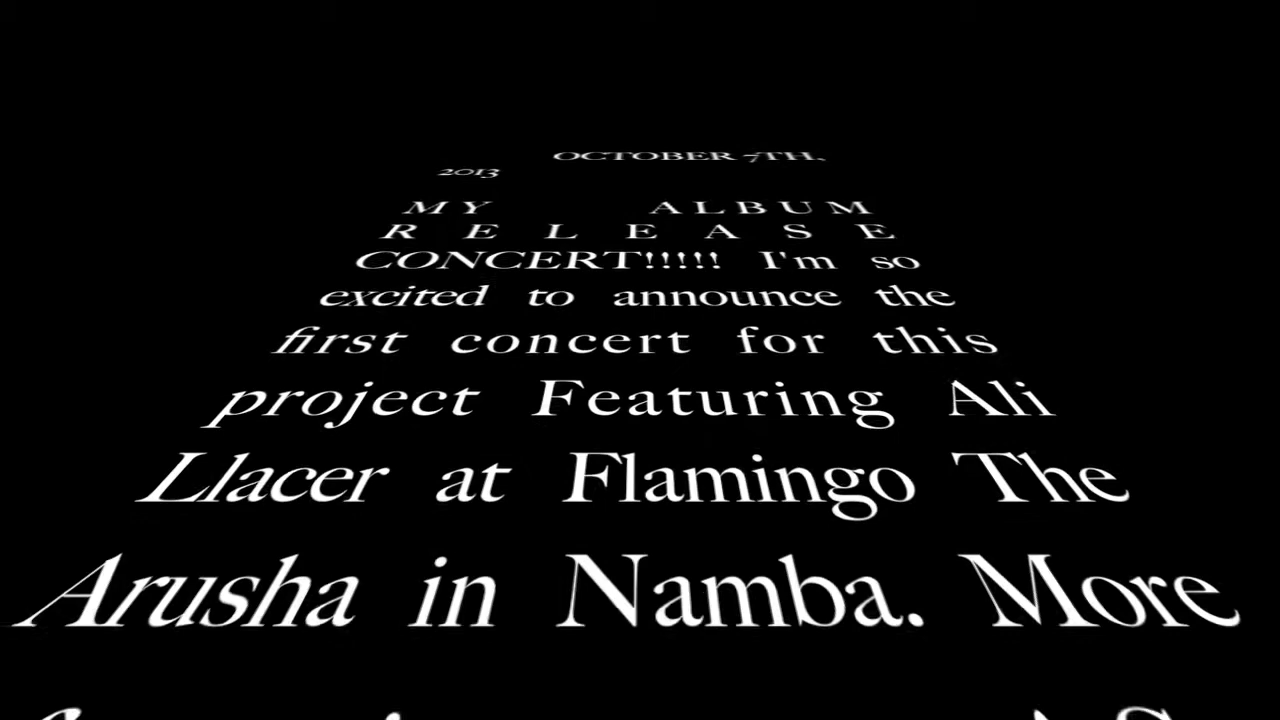 OCTOBER 7TH,
2013
MY ALBUM
RELEASE
CONCERT!!!!! I'm so
excited to announce the
first concert for this
project Featuring Ali
Llacer at Flamingo The
Arusha in Namba. More